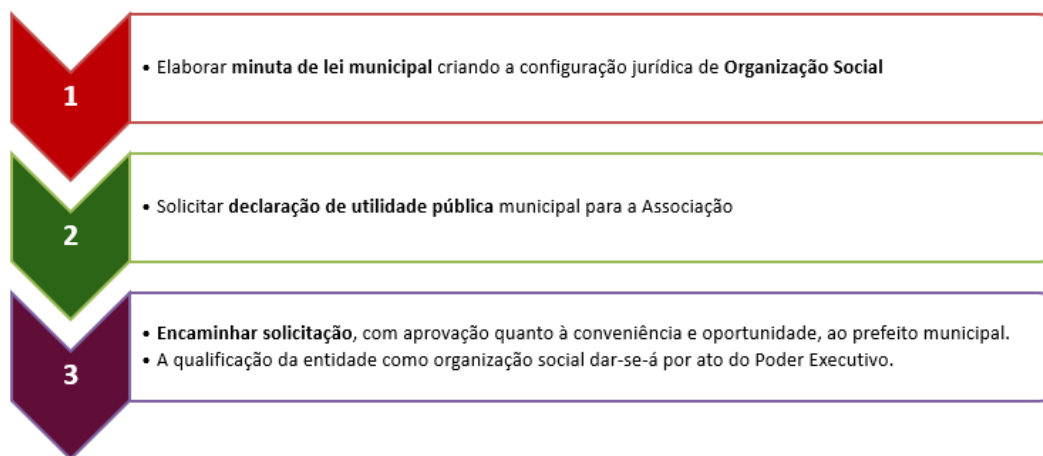 1
• Elaborar minuta de lei municipal criando a configuração jurídica de Organização Social
2
• Solicitar declaração de utilidade pública municipal para a Associação
3
• Encaminhar solicitação, com aprovação quanto à conveniência e oportunidade, ao prefeito municipal.
• A qualificação da entidade como organização social dar-se-á por ato do Poder Executivo.